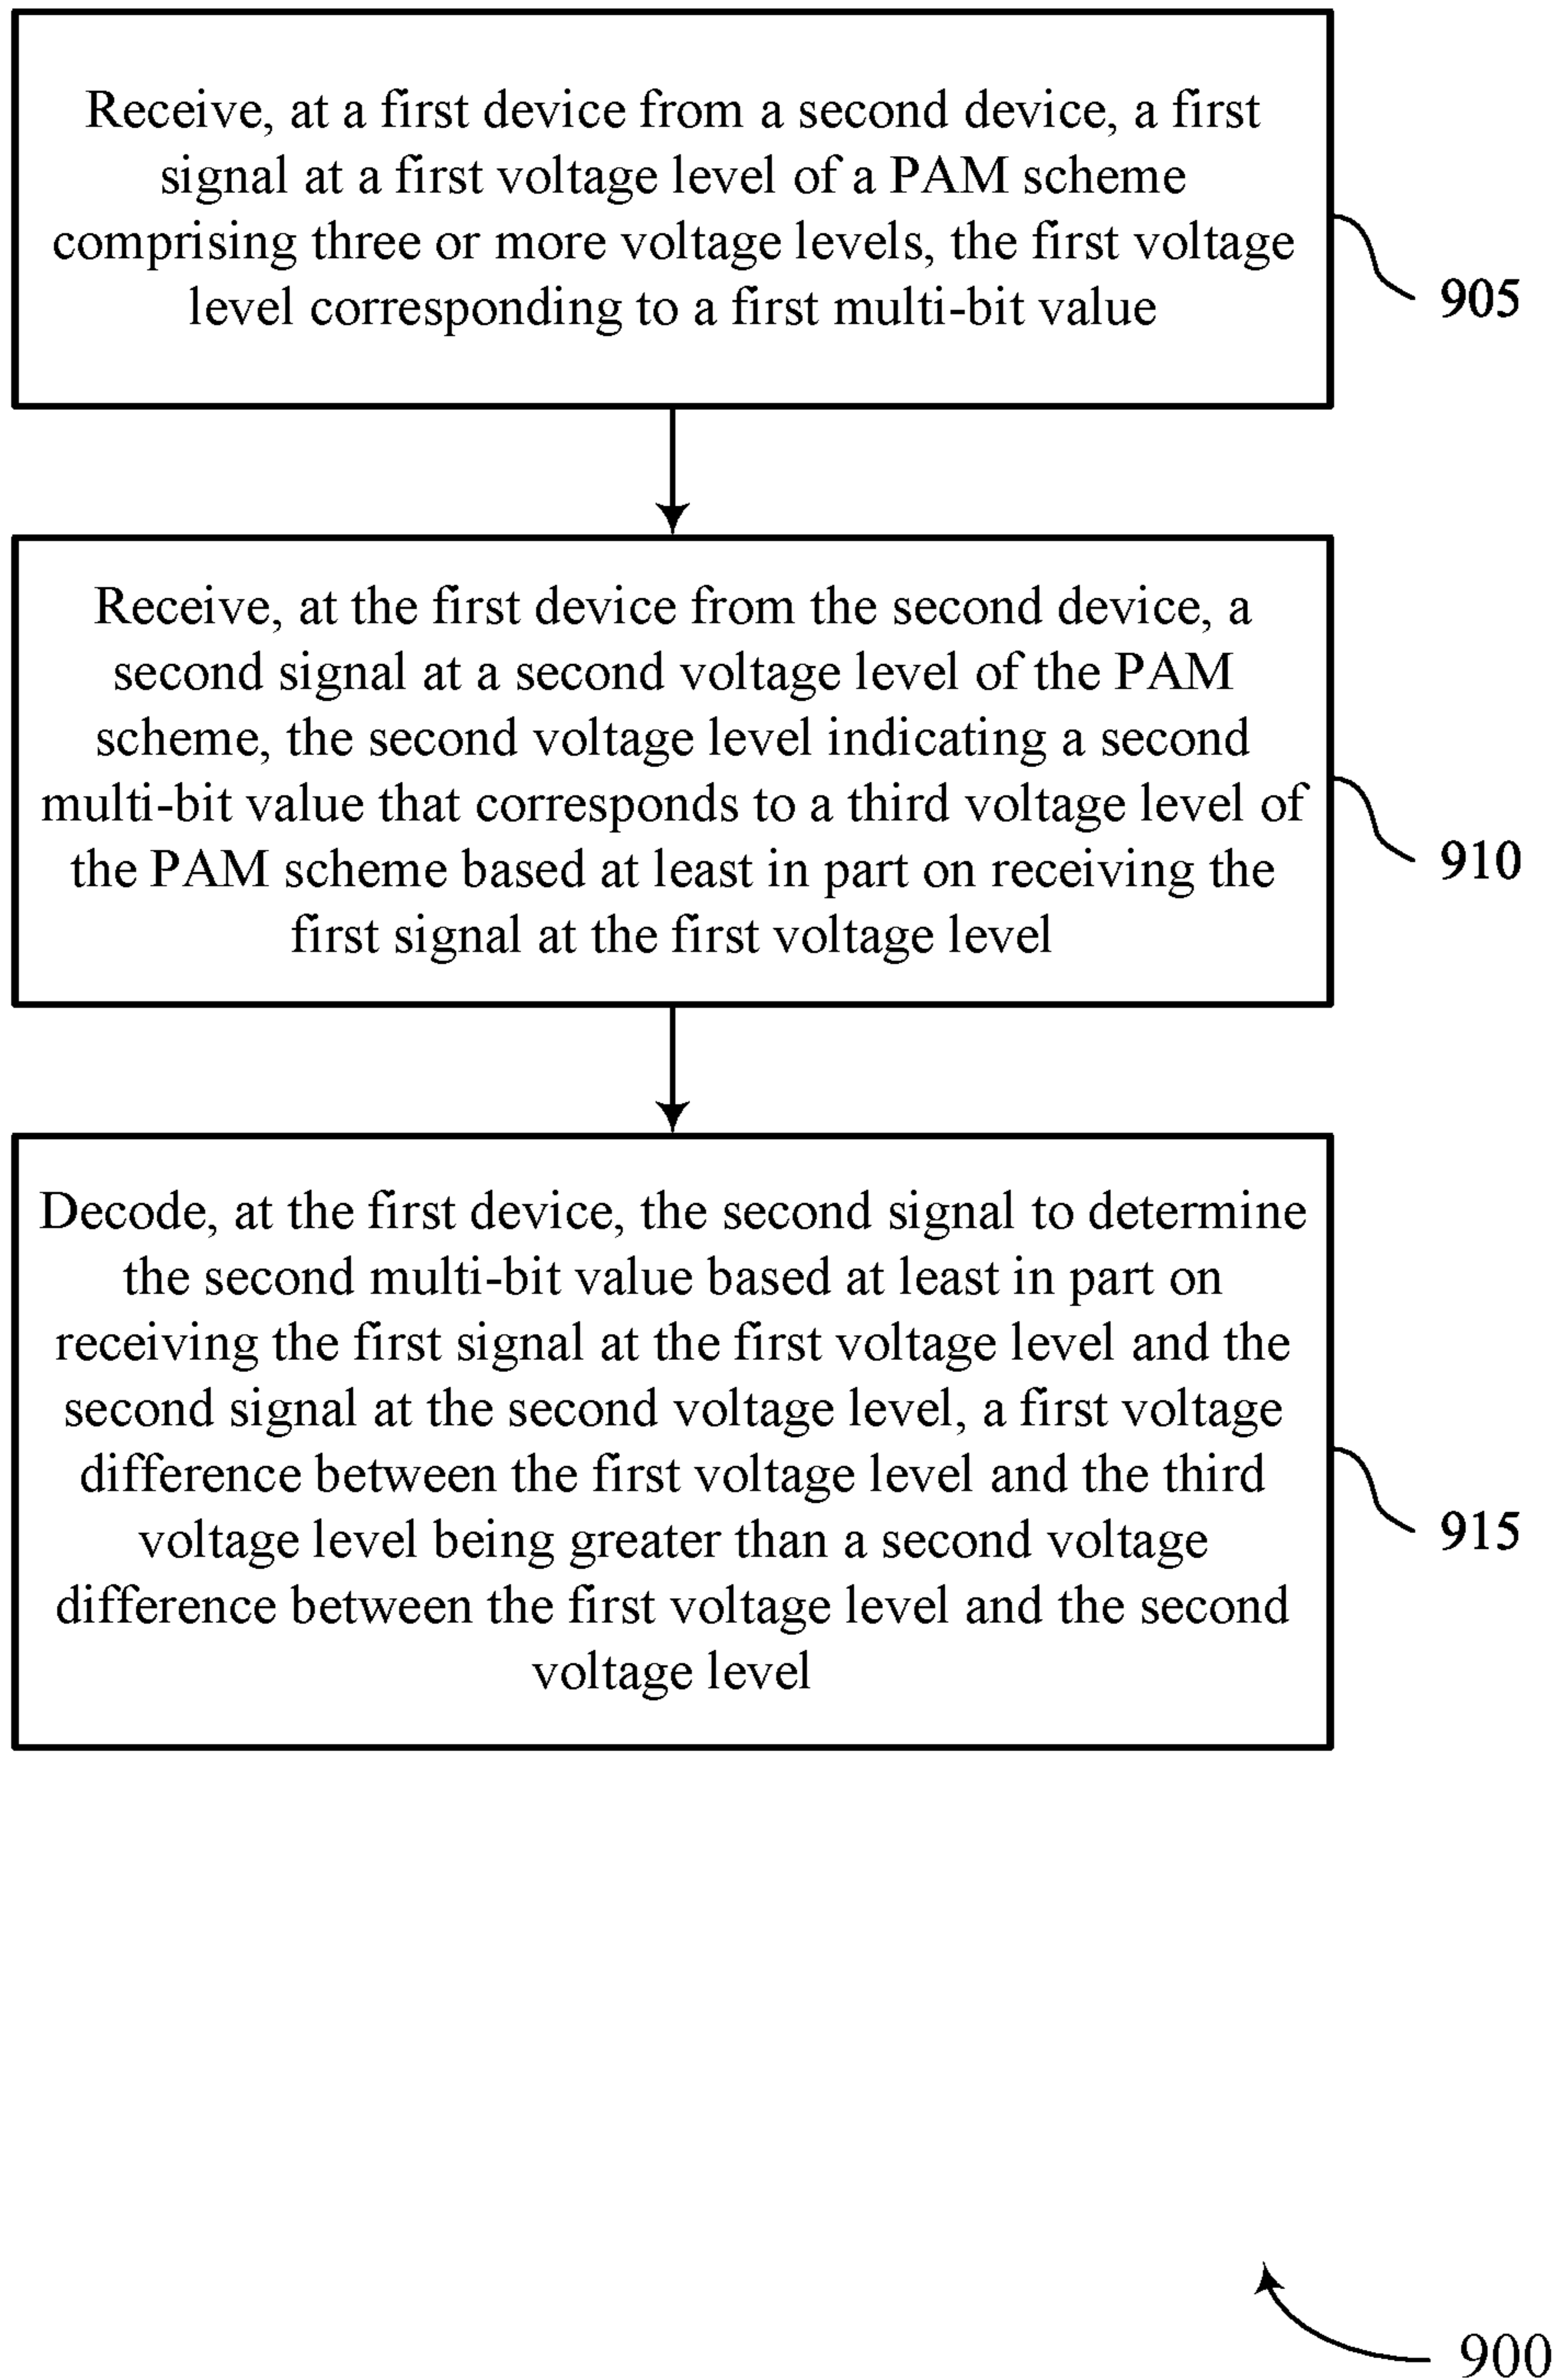 Receive, at a first device from a second device, a first
signal at a first voltage level of a PAM scheme
comprising three or more voltage levels, the first voltage
level corresponding to a first multi-bit value
905
Receive, at the first device from the second device, a
second signal at a second voltage level of the PAM
scheme, the second voltage level indicating a second
multi-bit value that corresponds to a third voltage level of
the PAM scheme based at least in part on receiving the
first signal at the first voltage level
910
Decode, at the first device, the second signal to determine
the second multi-bit value based at least in part on
receiving the first signal at the first voltage level and the
second signal at the second voltage level, a first voltage
difference between the first voltage level and the third
voltage level being greater than a second voltage
difference between the first voltage level and the second
voltage level
915
900